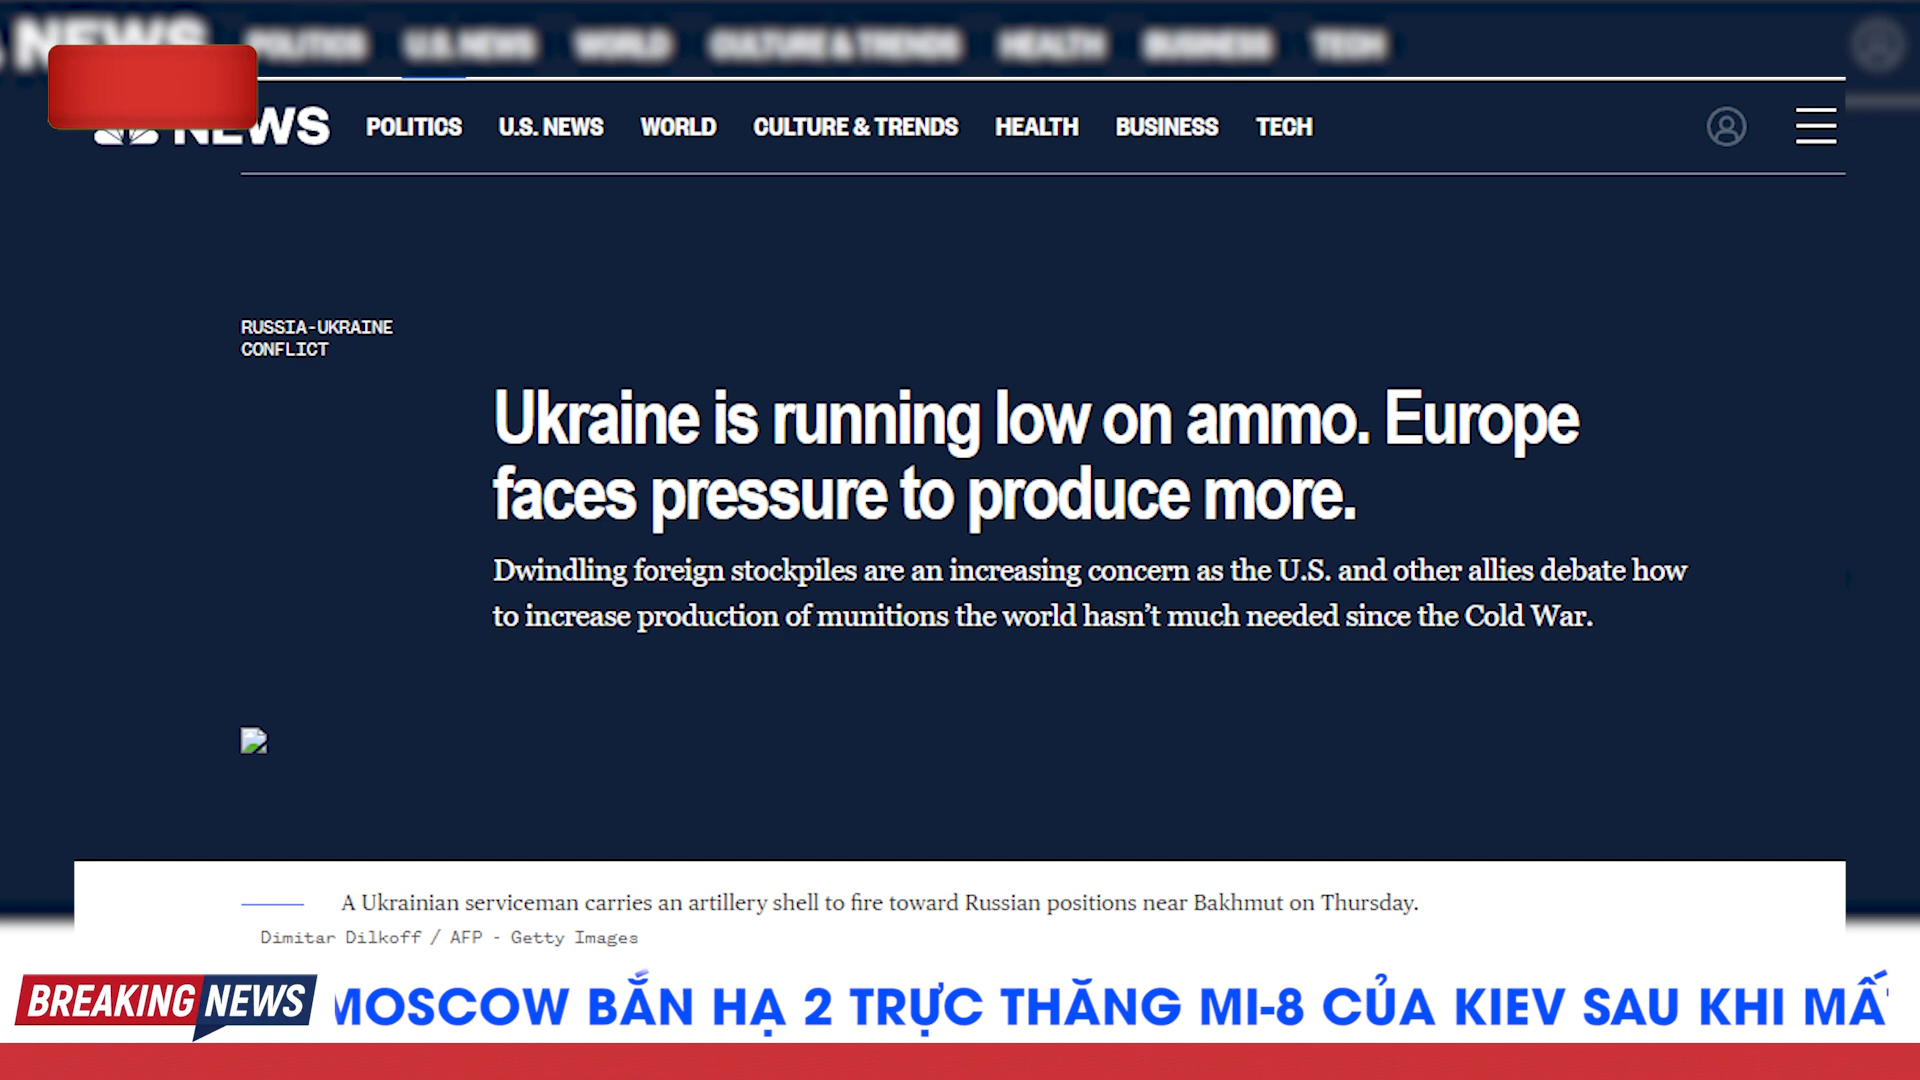 NEWS POLITICS U.S. NEWS WORLD CULTURE & TRENDS HEALTH BUSINESS TECH
NEWS POLITICS U.S. NEWS WORLD CULTURE & TRENDS HEALTH BUSINESS TECH
RUSSIA-UKRAINE
CONFLICT
Ukraine is running low on ammo. Europe
faces pressure to produce more.
Dwindling foreign stockpiles are an increasing concern as the U.S. and other allies debate how
to increase production of munitions the world hasn’t much needed since the Cold War.
A Ukrainian serviceman carries an artillery shell to fire toward Russian positions near Bakhmut on Thursday.
Dimitar Dilkoff / AFP - Getty Images
BREAKING NEWS MOSCOW BẮN HẠ 2 TRỰC THĂNG MI-8 CỦA KIEV SAU KHI